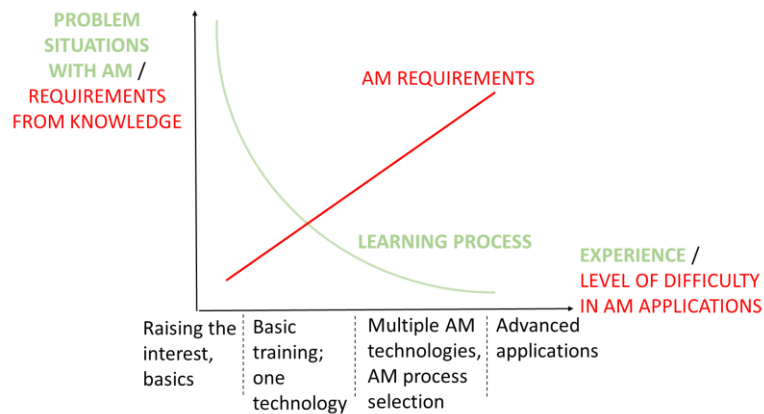 PROBLEM
SITUATIONS
WITH AM /
REQUIREMENTS
FROM KNOWLEDGE
AM REQUIREMENTS
LEARNING PROCESS
EXPERIENCE /
LEVEL OF DIFFICULTY
IN AM APPLICATIONS
Raising the
interest,
basics
Basic
training;
one
technology
Multiple AM
technologies,
AM process
selection
Advanced
applications